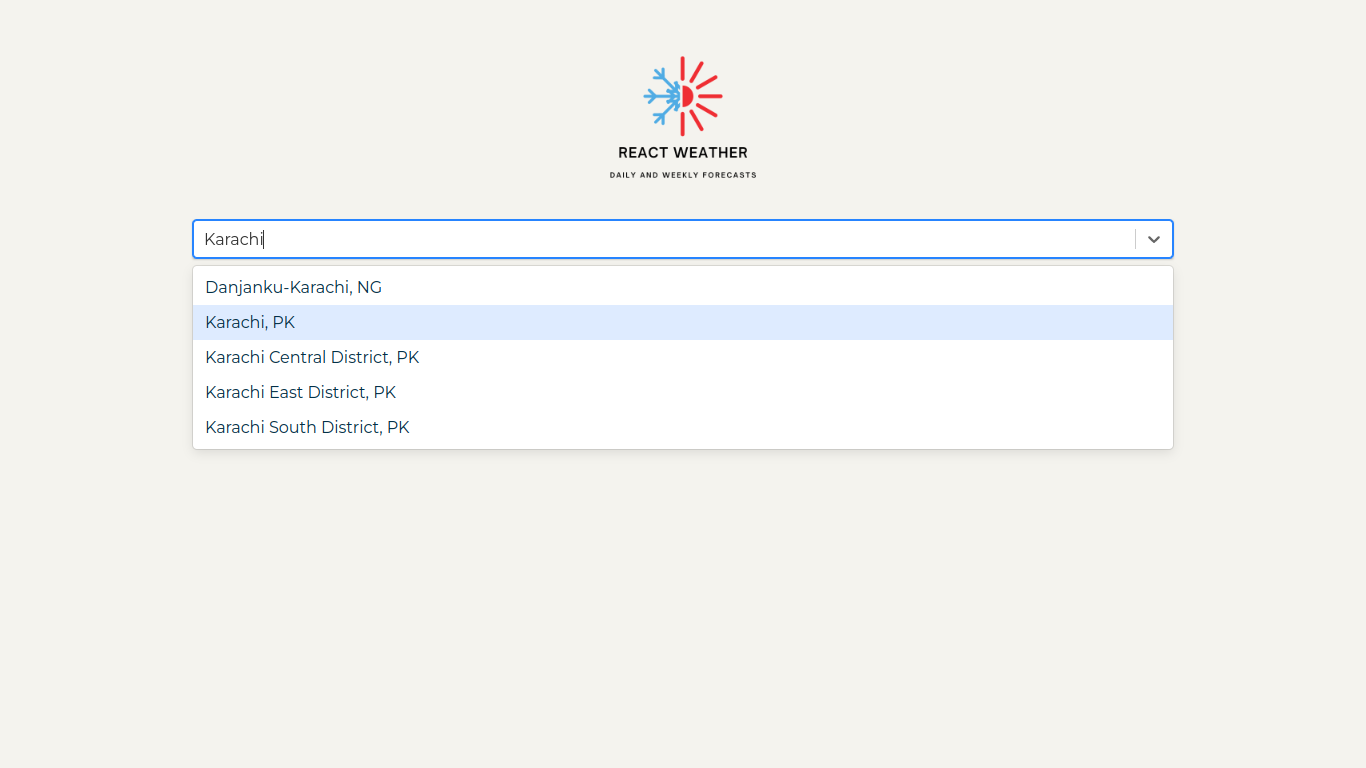 REACT WEATHER
DAILY AND WEEKLY FORECASTS
Karachi
Danjanku-Karachi, NG
Karachi, PK
Karachi Central District, PK
Karachi East District, PK
Karachi South District, PK